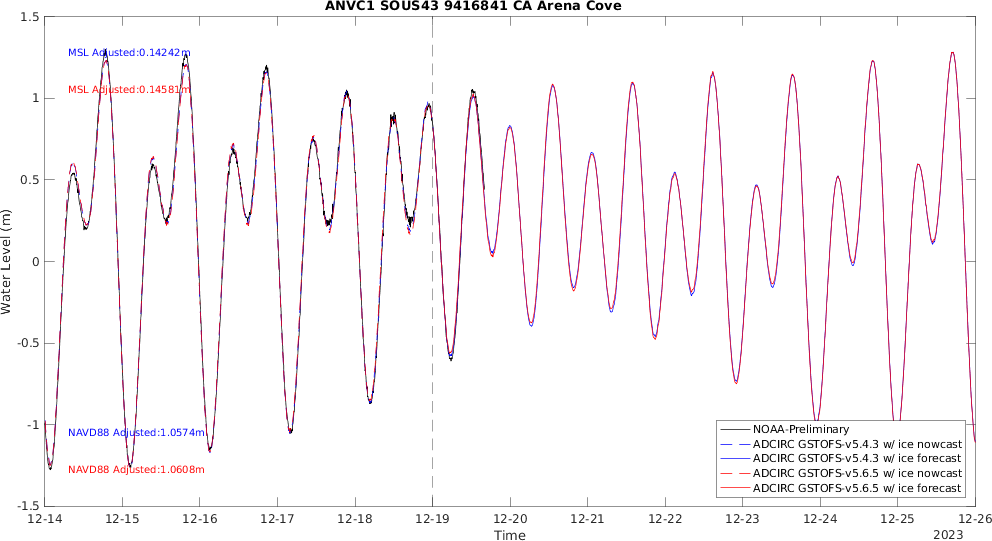 ANVC1 SOUS43 9416841 CA Arena Cove
1.5
1
0.5
0
-0.5
-1
-1.5
Water Level (m)
MSL Adjusted:0.14242m
MSL Adjusted:0.14581m
NAVD88 Adjusted:1.0574m
NAVD88 Adjusted:1.0608m
NOAA-Preliminary
ADCIRC GSTOFS-v5.4.3 w/ ice nowcast
ADCIRC GSTOFS-v5.4.3 w/ ice forecast
ADCIRC GSTOFS-v5.6.5 w/ ice nowcast
ADCIRC GSTOFS-v5.6.5 w/ ice forecast
12-14 12-15 12-16 12-17 12-18 12-19 12-20 12-21 12-22 12-23 12-24 12-25 12-26
Time
2023